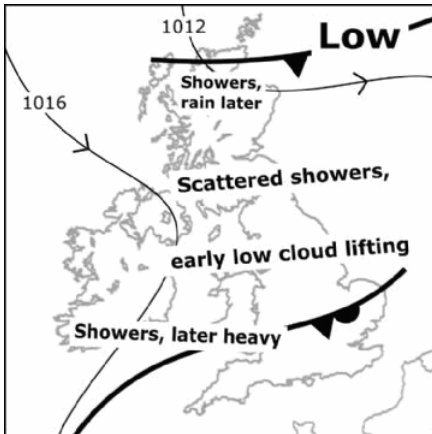 1012
Low
Showers,
rain later
1016
Scattered showers,
early low cloud lifting
Showers, later heavy